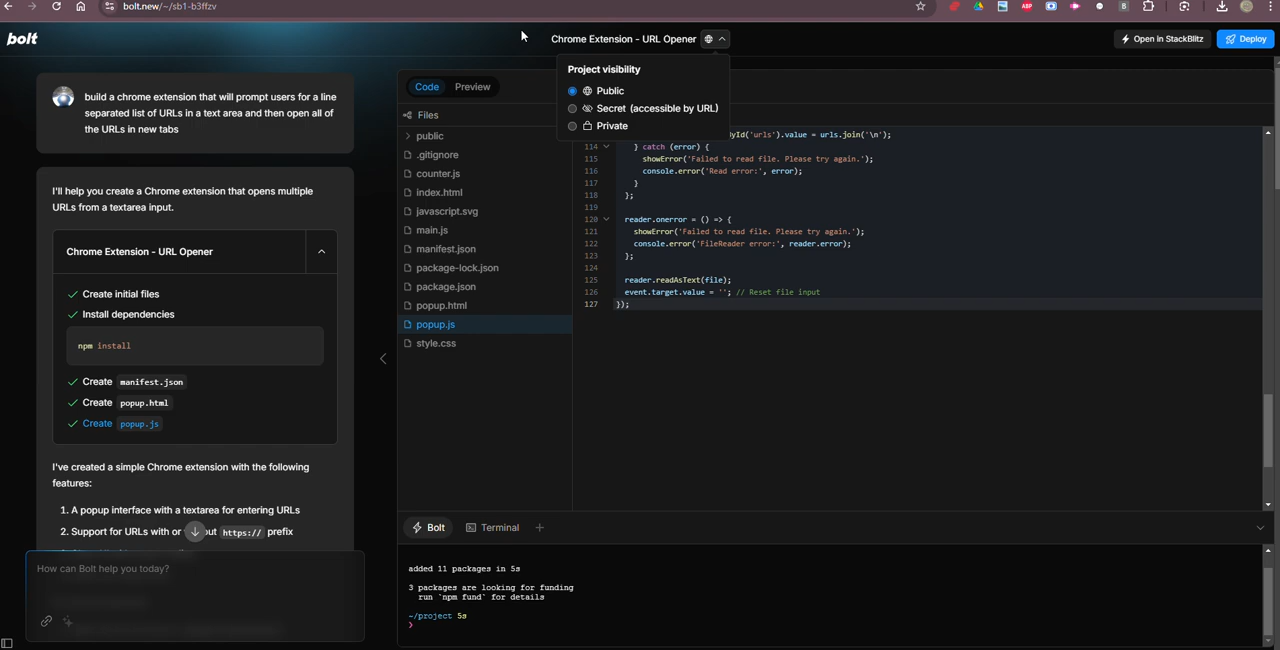 bolt.new/~/sb1-b3ffzv
ABP
B
bolt
Chrome Extension - URL Opener
Open in StackBlitz
Deploy
build a chrome extension that will prompt users for a line
separated list of URLs in a text area and then open all of
the URLs in new tabs
I'll help you create a Chrome extension that opens multiple
URLs from a textarea input.
Chrome Extension - URL Opener
Create initial files
Install dependencies
npm install
Create manifest.json
Create popup.html
Create popup.js
I've created a simple Chrome extension with the following
features:
1. A popup interface with a textarea for entering URLs
2. Support for URLs with or ut https:// prefix
How can Bolt help you today?
Project visibility
Public
Secret (accessible by URL)
Private
Code
Preview
Files
public
.gitignore
counter.js
index.html
javascript.svg
main.js
manifest.json
package-lock.json
package.json
popup.html
popup.js
style.css
yId('urls').value = urls.join('\n');
114 } catch (error) {
115 showError('Failed to read file. Please try again.');
116 console.error('Read error:', error);
117 }
118 };
119
120 reader.onerror = () => {
121 showError('Failed to read file. Please try again.');
122 console.error('FileReader error:', reader.error);
123 };
124
125 reader.readAsText(file);
126 event.target.value = ''; // Reset file input
127 });
Bolt
Terminal
added 11 packages in 5s
3 packages are looking for funding
run `npm fund` for details
~/project 5s
❯